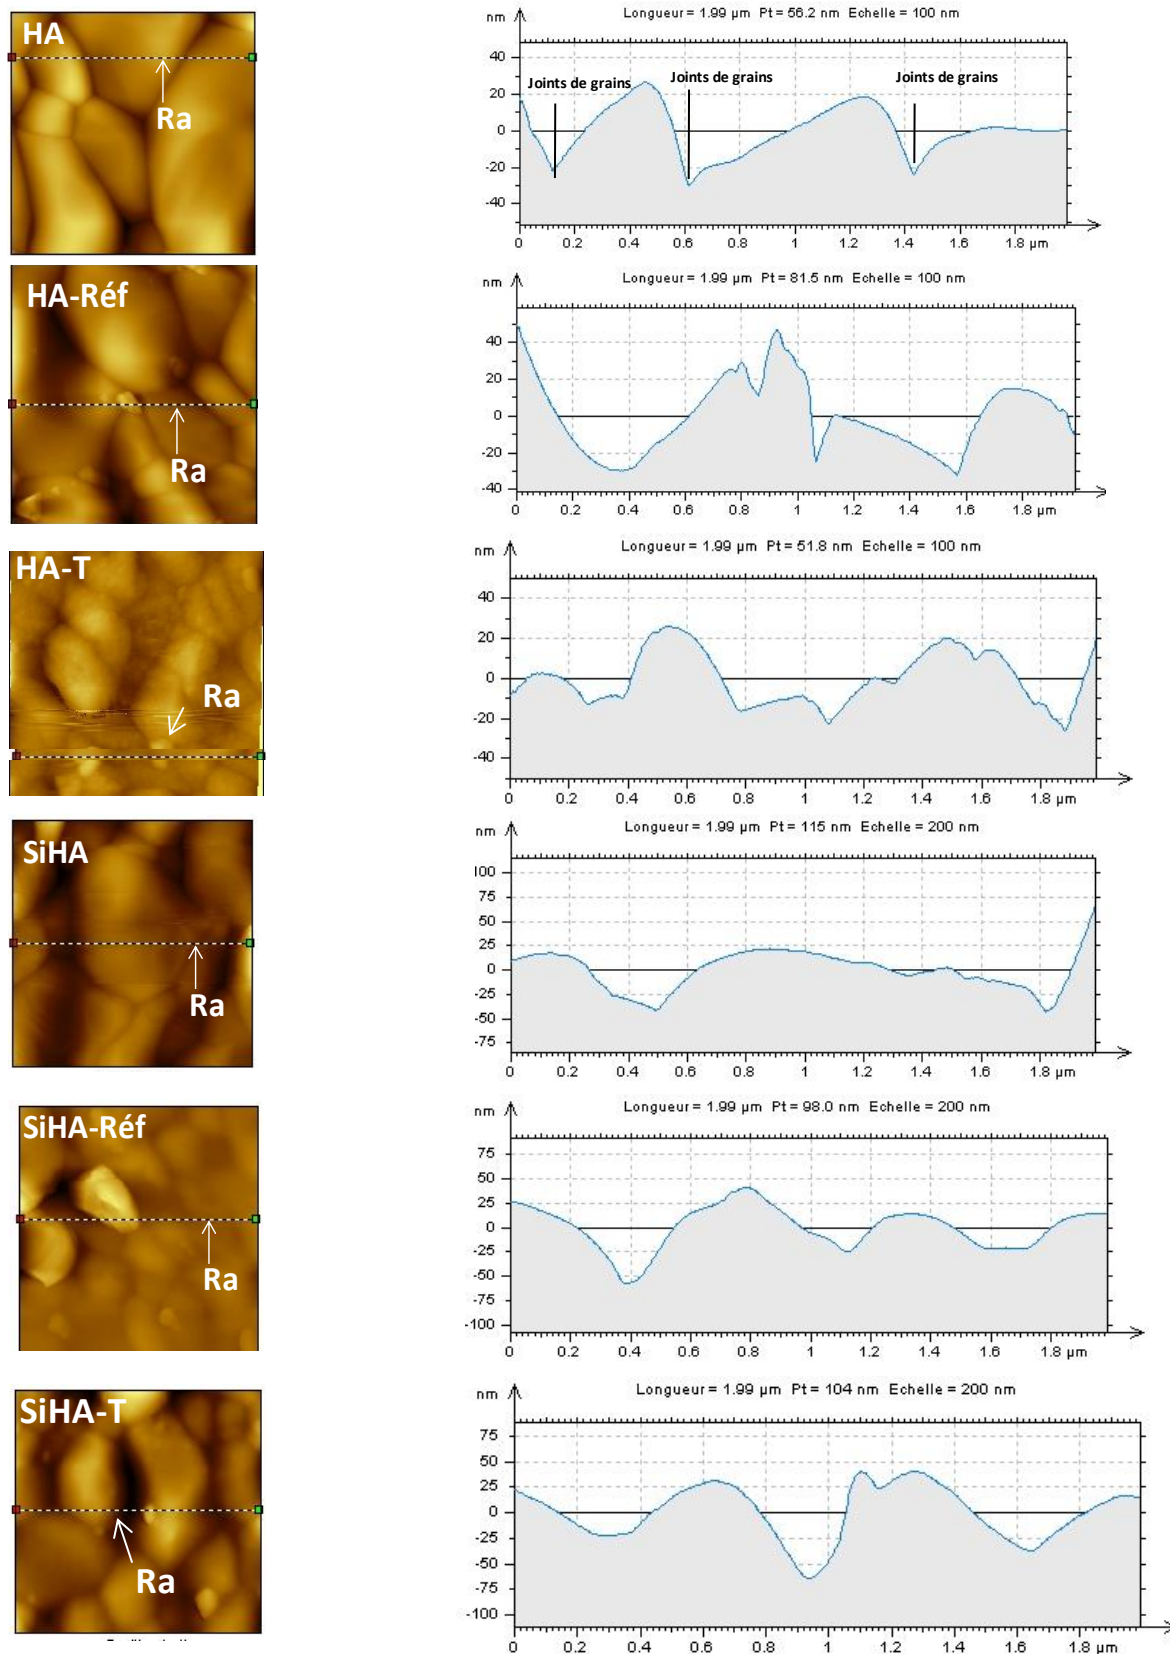 HA
Ra
Longueur = 1.99 µm Pt = 56.2 nm Echelle = 100 nm
nm
Joints de grains Joints de grains Joints de grains
40
20
0
-20
-40
0 0.2 0.4 0.6 0.8 1 1.2 1.4 1.6 1.8 µm
HA-Réf
Ra
Longueur = 1.99 µm Pt = 81.5 nm Echelle = 100 nm
nm
40
20
0
-20
-40
0 0.2 0.4 0.6 0.8 1 1.2 1.4 1.6 1.8 µm
HA-T
Ra
Longueur = 1.99 µm Pt = 51.8 nm Echelle = 100 nm
nm
40
20
0
-20
-40
0 0.2 0.4 0.6 0.8 1 1.2 1.4 1.6 1.8 µm
SiHA
Ra
Longueur = 1.99 µm Pt = 115 nm Echelle = 200 nm
nm
100
75
50
25
0
-25
-50
-75
0 0.2 0.4 0.6 0.8 1 1.2 1.4 1.6 1.8 µm
SiHA-Réf
Ra
Longueur = 1.99 µm Pt = 98.0 nm Echelle = 200 nm
nm
75
50
25
0
-25
-50
-75
-100
0 0.2 0.4 0.6 0.8 1 1.2 1.4 1.6 1.8 µm
SiHA-T
Ra
Longueur = 1.99 µm Pt = 104 nm Echelle = 200 nm
nm
75
50
25
0
-25
-50
-75
-100
0 0.2 0.4 0.6 0.8 1 1.2 1.4 1.6 1.8 µm